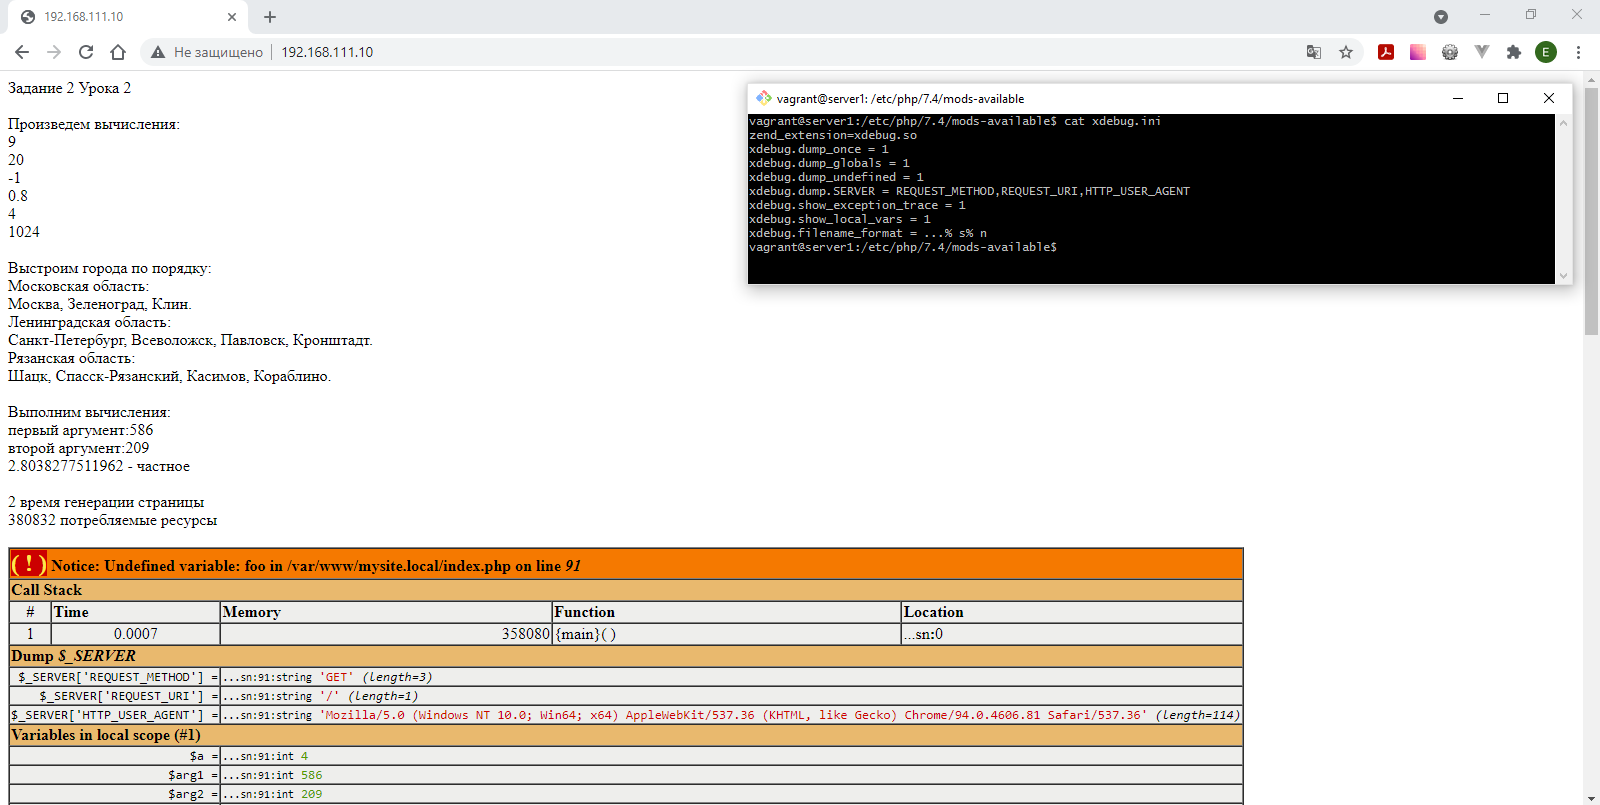 192.168.111.10
Не защищено 192.168.111.10
E
Задание 2 Урока 2
Произведем вычисления:
9
20
-1
0.8
4
1024
Выстроим города по порядку:
Московская область:
Москва, Зеленоград, Клин.
Ленинградская область:
Санкт-Петербург, Всеволожск, Павловск, Кронштадт.
Рязанская область:
Шацк, Спасск-Рязанский, Касимов, Кораблино.
Выполним вычисления:
первый аргумент:586
второй аргумент:209
2.8038277511962 - частное
2 время генерации страницы
380832 потребляемые ресурсы
vagrant@server1: /etc/php/7.4/mods-available
vagrant@server1:/etc/php/7.4/mods-available$ cat xdebug.ini
zend_extension=xdebug.so
xdebug.dump_once = 1
xdebug.dump_globals = 1
xdebug.dump_undefined = 1
xdebug.dump.SERVER = REQUEST_METHOD,REQUEST_URI,HTTP_USER_AGENT
xdebug.show_exception_trace = 1
xdebug.show_local_vars = 1
xdebug.filename_format = ...% s% n
vagrant@server1:/etc/php/7.4/mods-available$
( ! ) Notice: Undefined variable: foo in /var/www/mysite.local/index.php on line 91
Call Stack
# Time Memory Function Location
1 0.0007 358080 {main}( ) ...sn:0
Dump $_SERVER
$_SERVER['REQUEST_METHOD'] = ...sn:91:string 'GET' (length=3)
$_SERVER['REQUEST_URI'] = ...sn:91:string '/' (length=1)
$_SERVER['HTTP_USER_AGENT'] = ...sn:91:string 'Mozilla/5.0 (Windows NT 10.0; Win64; x64) AppleWebKit/537.36 (KHTML, like Gecko) Chrome/94.0.4606.81 Safari/537.36' (length=114)
Variables in local scope (#1)
$a = ...sn:91:int 4
$arg1 = ...sn:91:int 586
$arg2 = ...sn:91:int 209